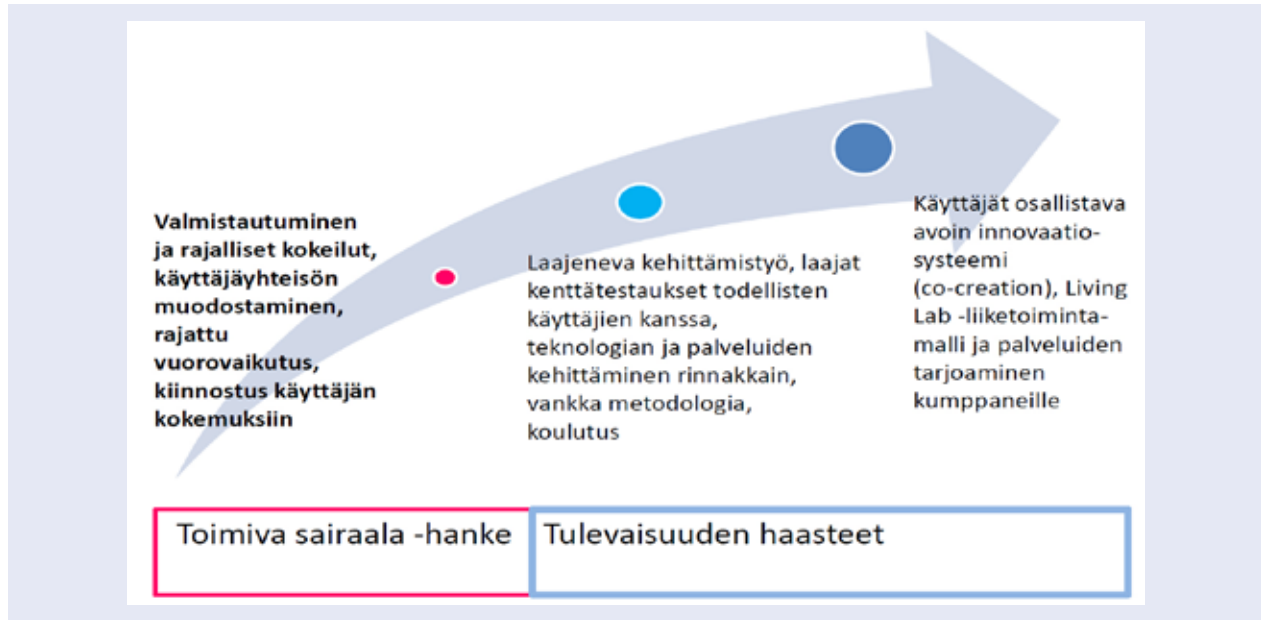 Valmistautuminen
ja rajalliset kokeilut,
käyttäjäyhteisön
muodostaminen,
rajattu
vuorovaikutus,
kiinnostus käyttäjän
kokemuksiin
Laajeneva kehittämistyö, laajat
kenttätestaukset todellisten
käyttäjien kanssa,
teknologian ja palveluiden
kehittäminen rinnakkain,
vankka metodologia,
koulutus
Käyttäjät osallistava
avoin innovaatio-
systeemi
(co-creation), Living
Lab -liiketoiminta-
malli ja palveluiden
tarjoaminen
kumppaneille
Toimiva sairaala -hanke
Tulevaisuuden haasteet